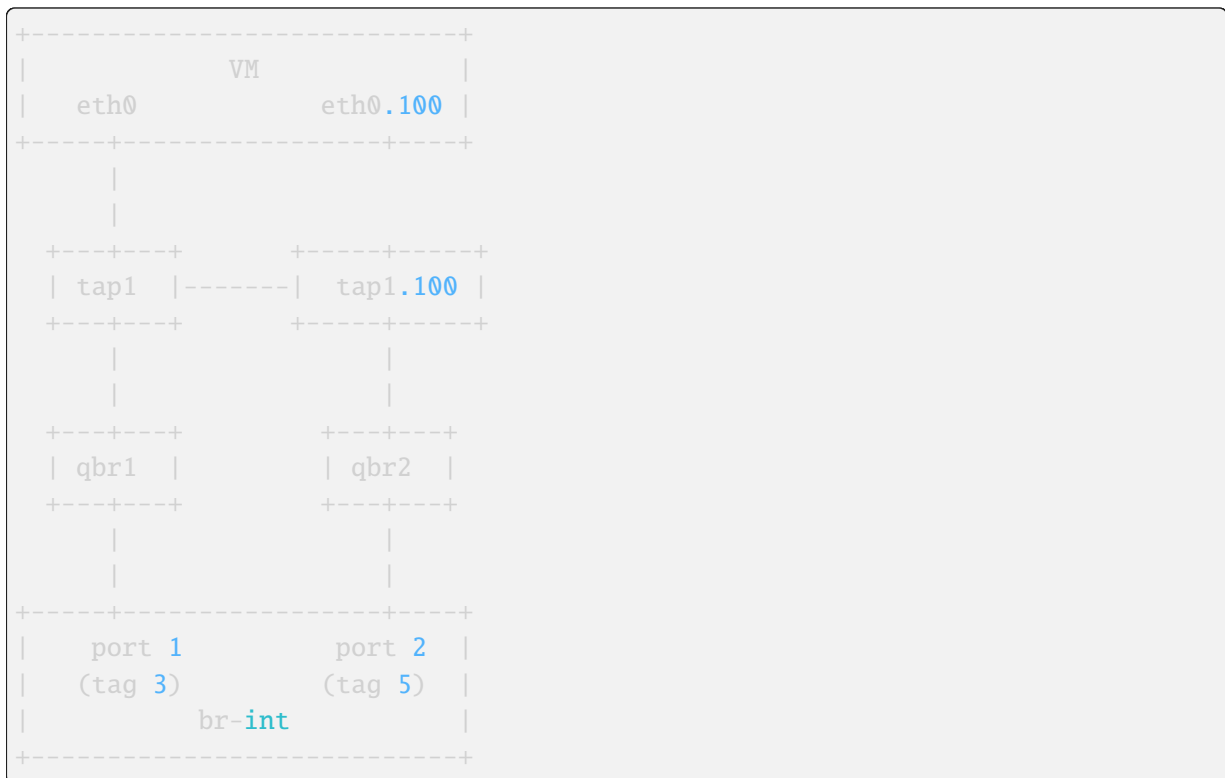 +-----------------------------+
|             VM             |
|   eth0            eth0.100 |
+------+-----------------+-----+
      |
      |
  +----+---+       +-----+-----+
  | tap1  |-------|  tap1.100 |
  +----+---+       +-----+-----+
      |                 |
      |                 |
  +---+---+         +---+---+
  | qbr1  |         | qbr2  |
  +---+---+         +---+---+
      |                 |
      |                 |
+-----+-----------------+-----+
|    port 1          port 2  |
|   (tag 3)         (tag 5)  |
|           br-int           |
+-----------------------------+